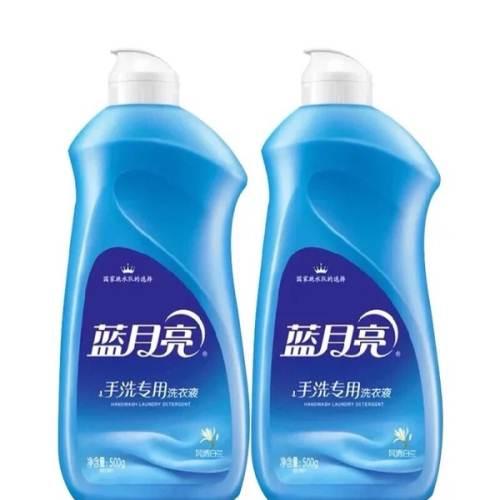 国家跳水队的选择
蓝月亮®
手洗专用洗衣液
HANDWASH LAUNDRY DETERGENT
净含量:500g
风清白兰
国家跳水队的选择
蓝月亮®
手洗专用洗衣液
HANDWASH LAUNDRY DETERGENT
净含量:500g
风清白兰